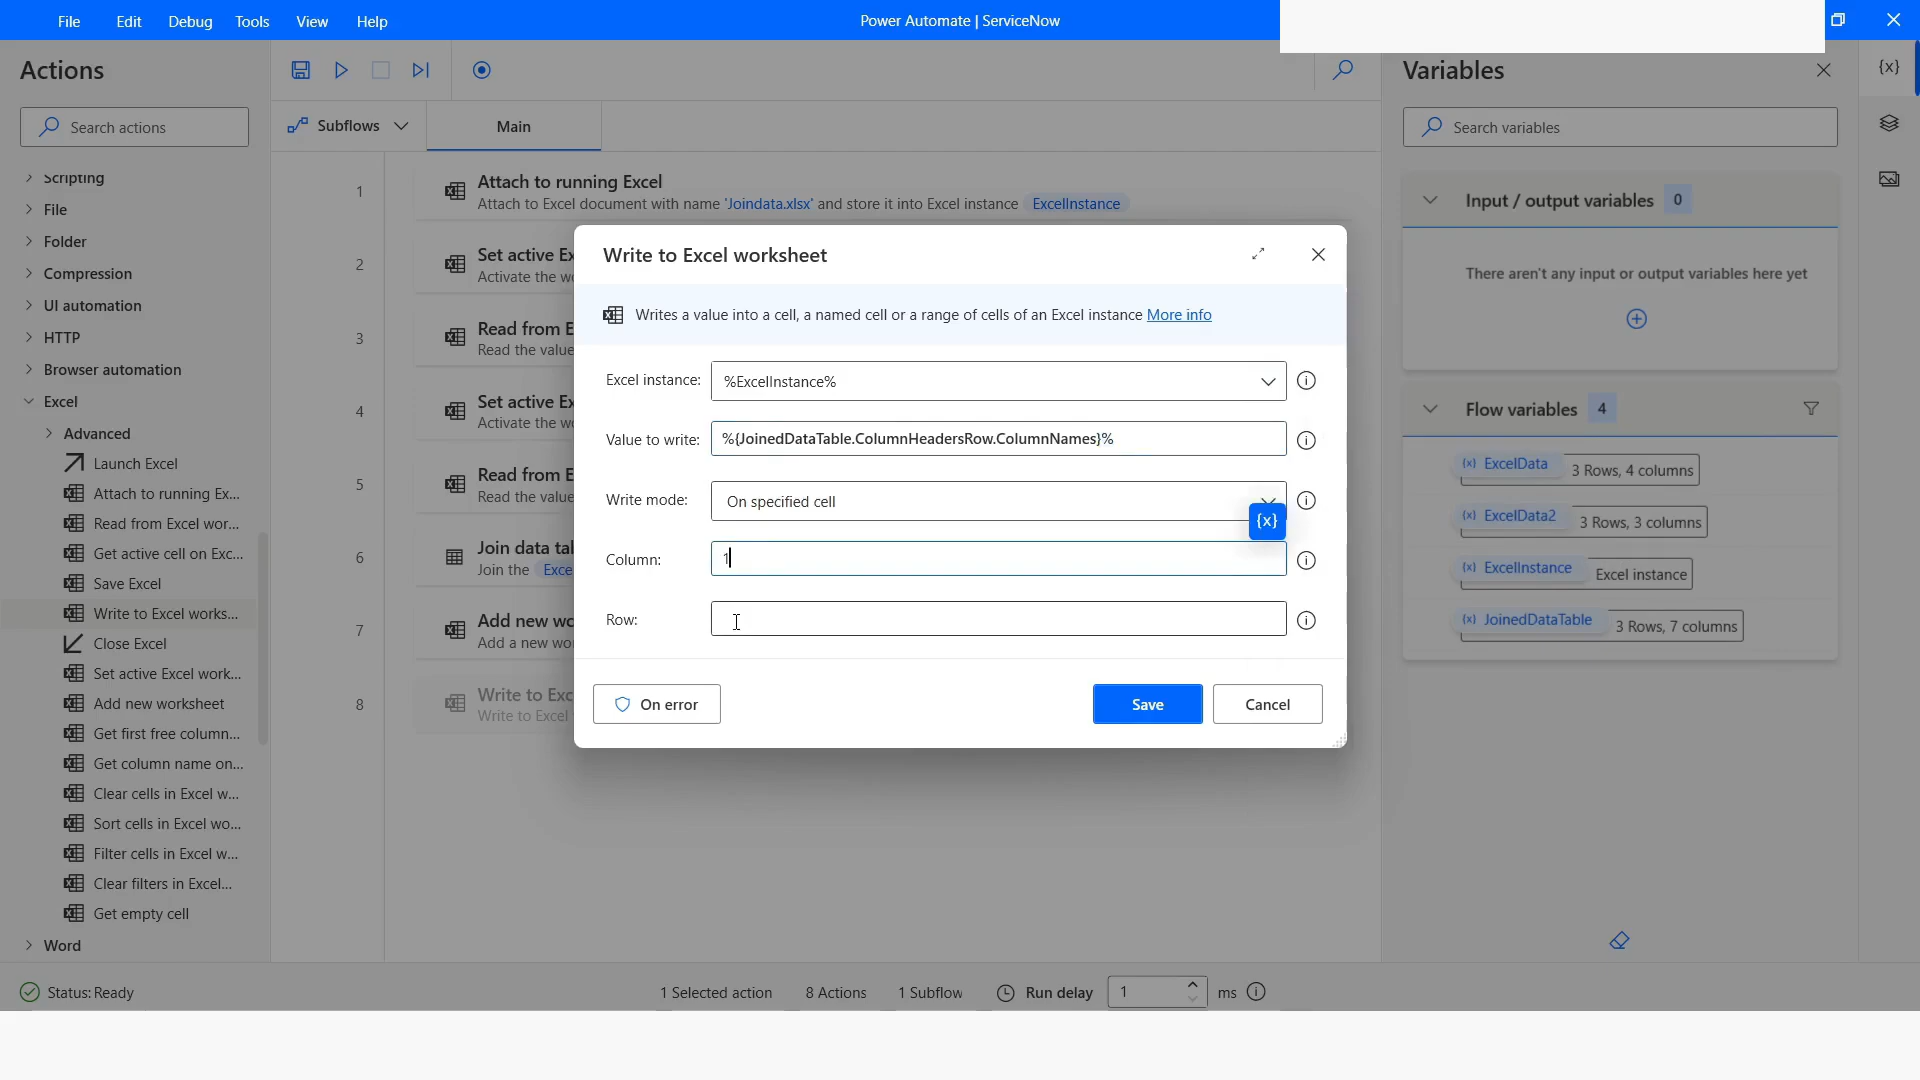 File Edit Debug Tools View Help
Power Automate | ServiceNow
Actions
Search actions
Scripting
File
Folder
Compression
UI automation
HTTP
Browser automation
Excel
Advanced
Launch Excel
Attach to running Ex...
Read from Excel wor...
Get active cell on Exc...
Save Excel
Write to Excel works...
Close Excel
Set active Excel work...
Add new worksheet
Get first free column...
Get column name on...
Clear cells in Excel w...
Sort cells in Excel wo...
Filter cells in Excel w...
Clear filters in Excel...
Get empty cell
Word
Subflows
Main
1
Attach to running Excel
Attach to Excel document with name 'Joindata.xlsx' and store it into Excel instance ExcelInstance
2
Set active Ex
Activate the w
3
Read from E
Read the value
4
Set active Ex
Activate the w
5
Read from E
Read the value
6
Join data tal
Join the Exce
7
Add new wo
Add a new wo
8
Write to Exc
Write to Excel
Write to Excel worksheet
Writes a value into a cell, a named cell or a range of cells of an Excel instance More info
Excel instance: %ExcelInstance%
Value to write: %{JoinedDataTable.ColumnHeadersRow.ColumnNames}%
Write mode: On specified cell
{x}
Column: 1
Row:
On error
Save
Cancel
Variables
{x}
Search variables
Input / output variables 0
There aren't any input or output variables here yet
Flow variables 4
{x} ExcelData 3 Rows, 4 columns
{x} ExcelData2 3 Rows, 3 columns
{x} ExcelInstance Excel instance
{x} JoinedDataTable 3 Rows, 7 columns
Status: Ready
1 Selected action
8 Actions
1 Subflow
Run delay 1 ms